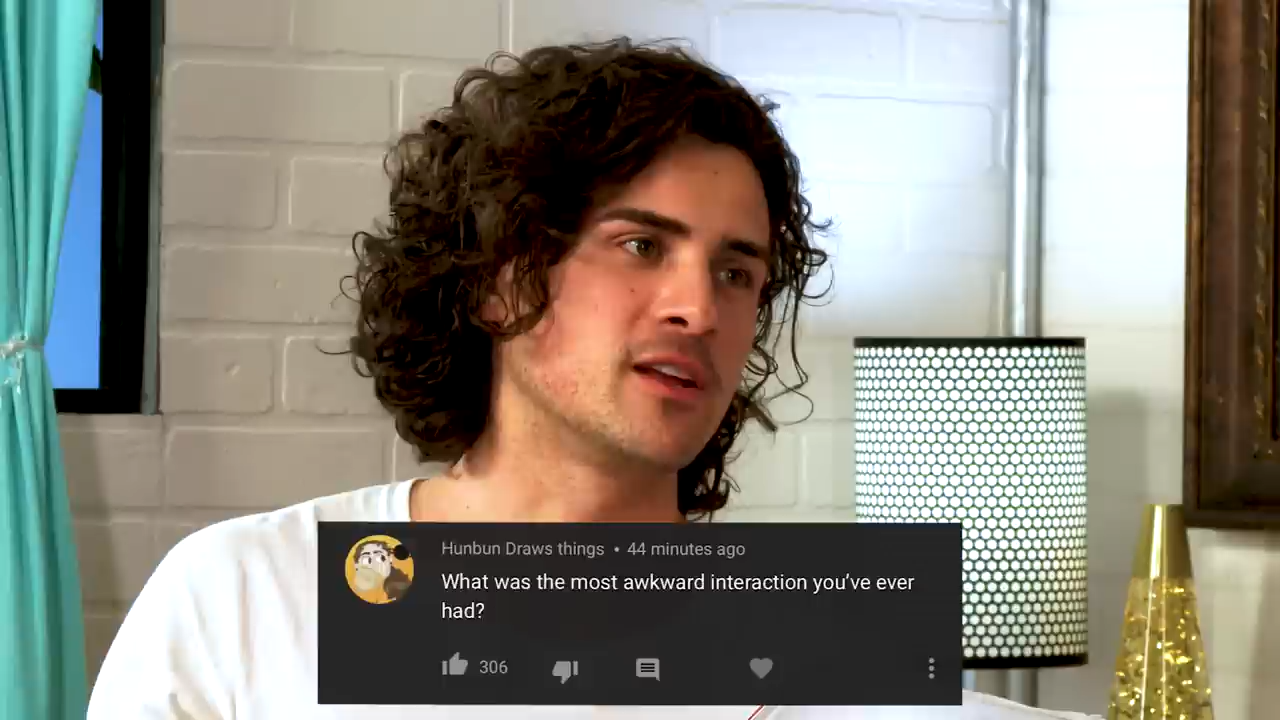 Hunbun Draws things • 44 minutes ago
What was the most awkward interaction you’ve ever
had?
306